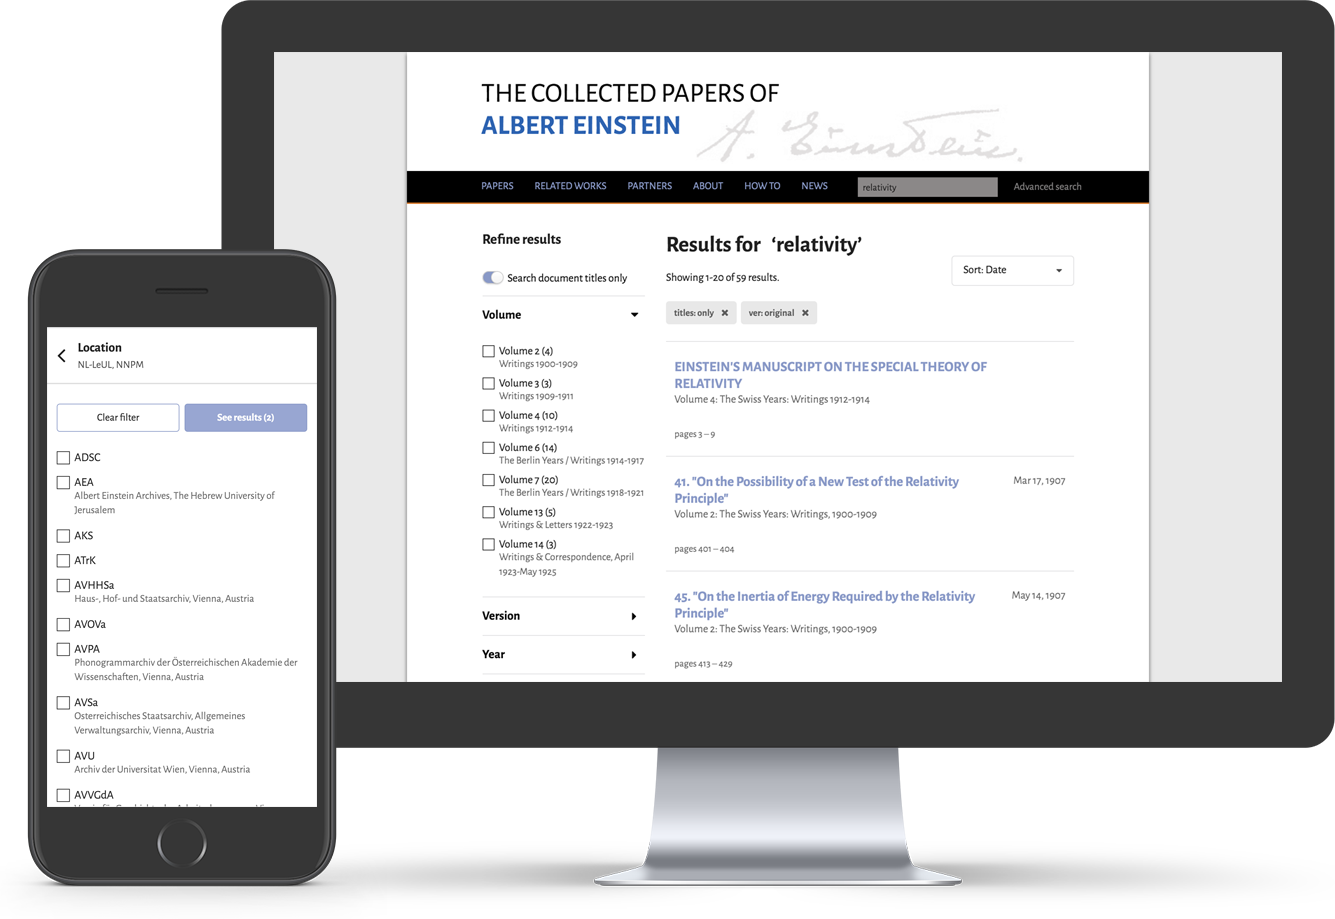 THE COLLECTED PAPERS OF
ALBERT EINSTEIN
A. Einstein.
PAPERS RELATED WORKS PARTNERS ABOUT HOW TO NEWS relativity Advanced search
Refine results
Search document titles only
Volume
Volume 2 (4)
Writings 1900-1909
Volume 3 (3)
Writings 1909-1911
Volume 4 (10)
Writings 1912-1914
Volume 6 (14)
The Berlin Years / Writings 1914-1917
Volume 7 (20)
The Berlin Years / Writings 1918-1921
Volume 13 (5)
Writings & Letters 1922-1923
Volume 14 (3)
Writings & Correspondence, April
1923-May 1925
Version
Year
Results for ‘relativity’
Showing 1-20 of 59 results.
Sort: Date
titles: only ✖ ver: original ✖
EINSTEIN'S MANUSCRIPT ON THE SPECIAL THEORY OF
RELATIVITY
Volume 4: The Swiss Years: Writings 1912-1914
pages 3 – 9
41. "On the Possibility of a New Test of the Relativity
Principle"
Mar 17, 1907
Volume 2: The Swiss Years: Writings, 1900-1909
pages 401 – 404
45. "On the Inertia of Energy Required by the Relativity
Principle"
May 14, 1907
Volume 2: The Swiss Years: Writings, 1900-1909
pages 413 – 429
Location
NL-LeUL, NNPM
Clear filter See results (2)
ADSC
AEA
Albert Einstein Archives, The Hebrew University of
Jerusalem
AKS
ATrK
AVHHSa
Haus-, Hof- und Staatsarchiv, Vienna, Austria
AVOVa
AVPA
Phonogrammarchiv der Österreichischen Akademie der
Wissenschaften, Vienna, Austria
AVSa
Osterreichisches Staatsarchiv, Allgemeines
Verwaltungsarchiv, Vienna, Austria
AVU
Archiv der Universitat Wien, Vienna, Austria
AVVGdA